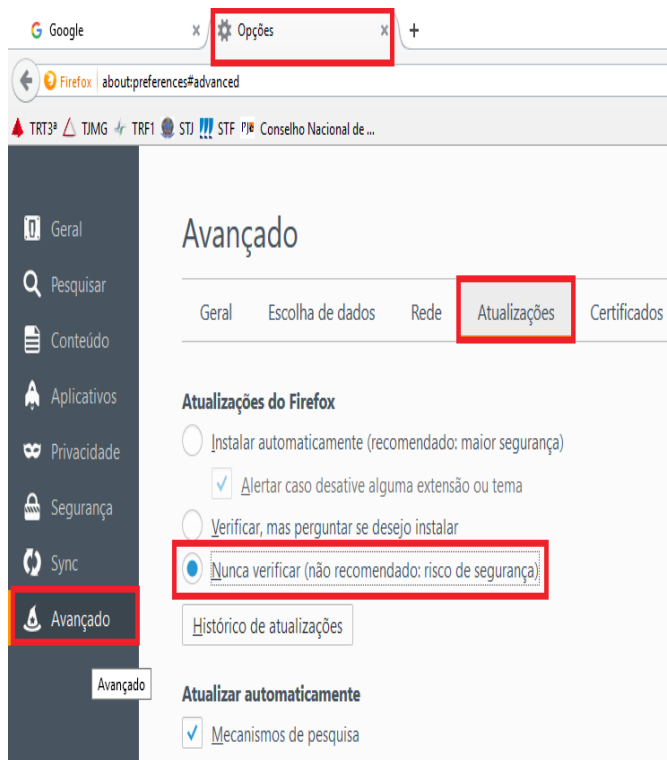 Google
Opções
Firefox about:preferences#advanced
TRT3ª TJMG TRF1 STJ STF PJe Conselho Nacional de ...
Geral
Pesquisar
Conteúdo
Aplicativos
Privacidade
Segurança
Sync
Avançado
Avançado
Avançado
Geral Escolha de dados Rede Atualizações Certificados
Atualizações do Firefox
Instalar automaticamente (recomendado: maior segurança)
Alertar caso desative alguma extensão ou tema
Verificar, mas perguntar se desejo instalar
Nunca verificar (não recomendado: risco de segurança)
Histórico de atualizações
Atualizar automaticamente
Mecanismos de pesquisa